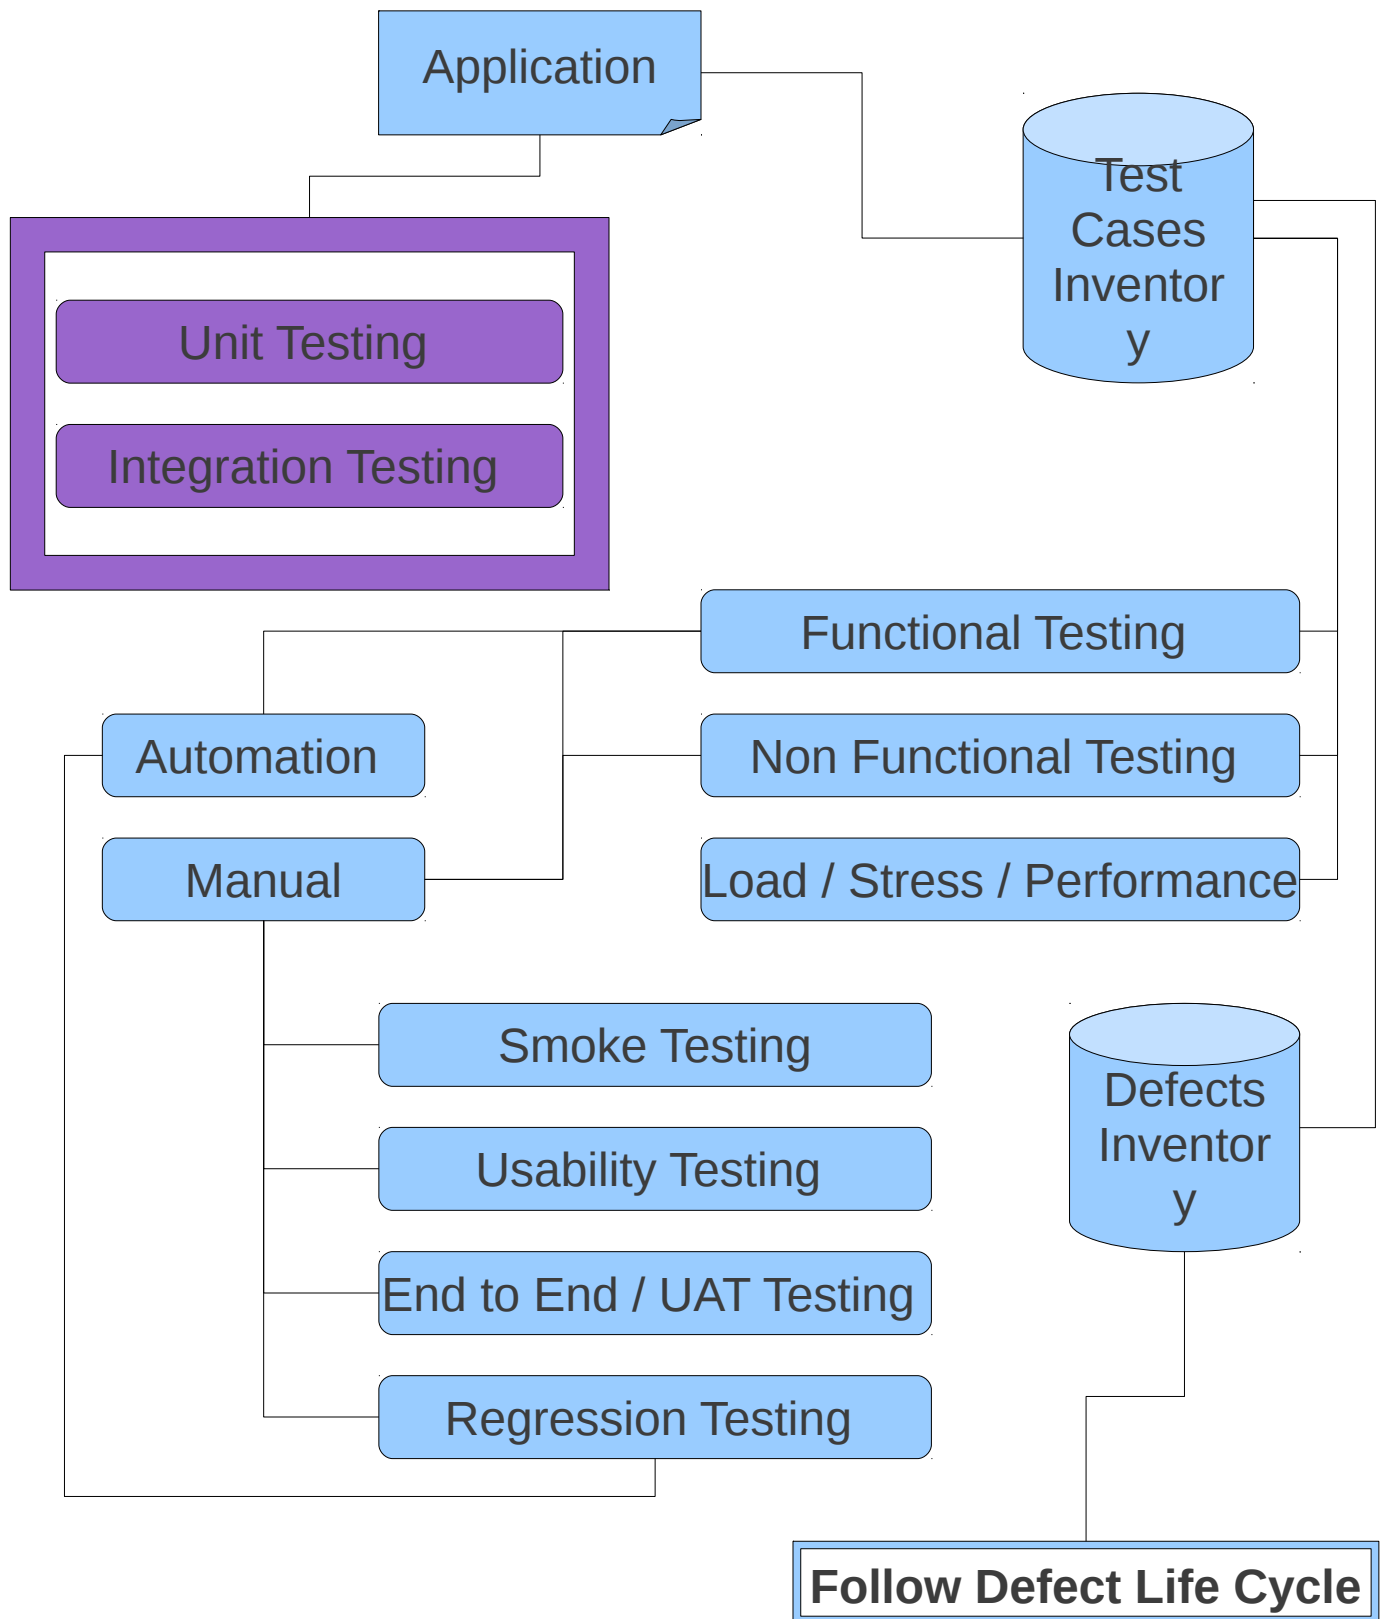 Application
Test
Cases
Inventor
y
Unit Testing
Integration Testing
Functional Testing
Automation
Non Functional Testing
Manual
Load / Stress / Performance
Smoke Testing
Defects
Inventor
y
Usability Testing
End to End / UAT Testing
Regression Testing
Follow Defect Life Cycle